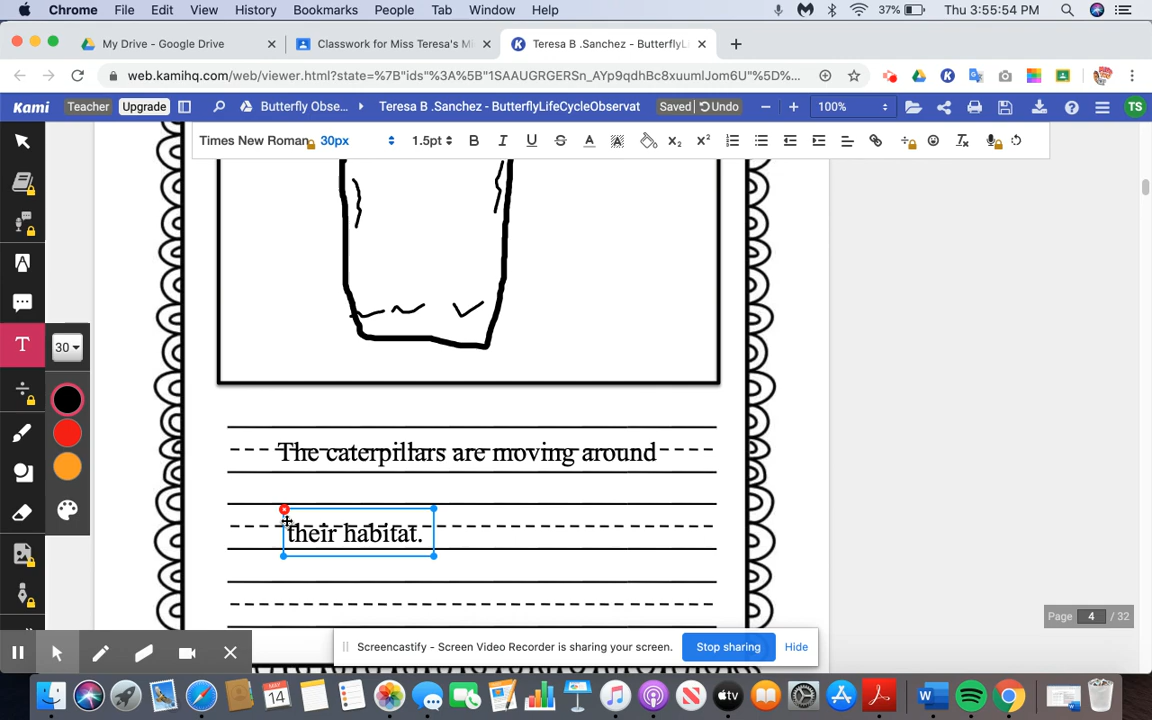 Chrome File Edit View History Bookmarks People Tab Window Help 37% Thu 3:55:54 PM
My Drive - Google Drive Classwork for Miss Teresa's Mi Teresa B .Sanchez - ButterflyLi
web.kamihq.com/web/viewer.html?state=%7B"ids"%3A%5B"1SAAUGRGERSn_AYp9qdhBc8xuumlJom6U"%5D%...
Kami Teacher Upgrade Butterfly Obse... Teresa B .Sanchez - ButterflyLifeCycleObservat Saved Undo 100% TS
Times New Roman 30px 1.5pt B I U S A A X₂ X²
A
T 30
The caterpillars are moving around
their habitat.
Page 4 / 32
Screencastify - Screen Video Recorder is sharing your screen. Stop sharing Hide
MAY
14
tv
W